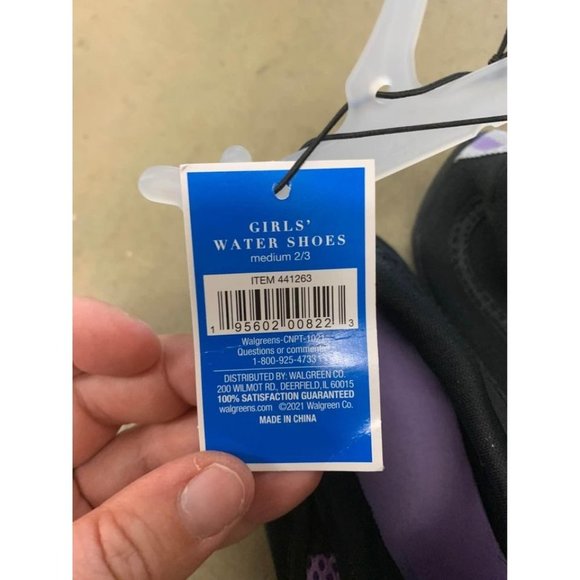 GIRLS'
WATER SHOES
medium 2/3
ITEM 441263
1 95602 00822 3
Walgreens-CNPT-1021
Questions or comments?
1-800-925-4733
DISTRIBUTED BY: WALGREEN CO.
200 WILMOT RD., DEERFIELD, IL 60015
100% SATISFACTION GUARANTEED
walgreens.com ©2021 Walgreen Co.
MADE IN CHINA